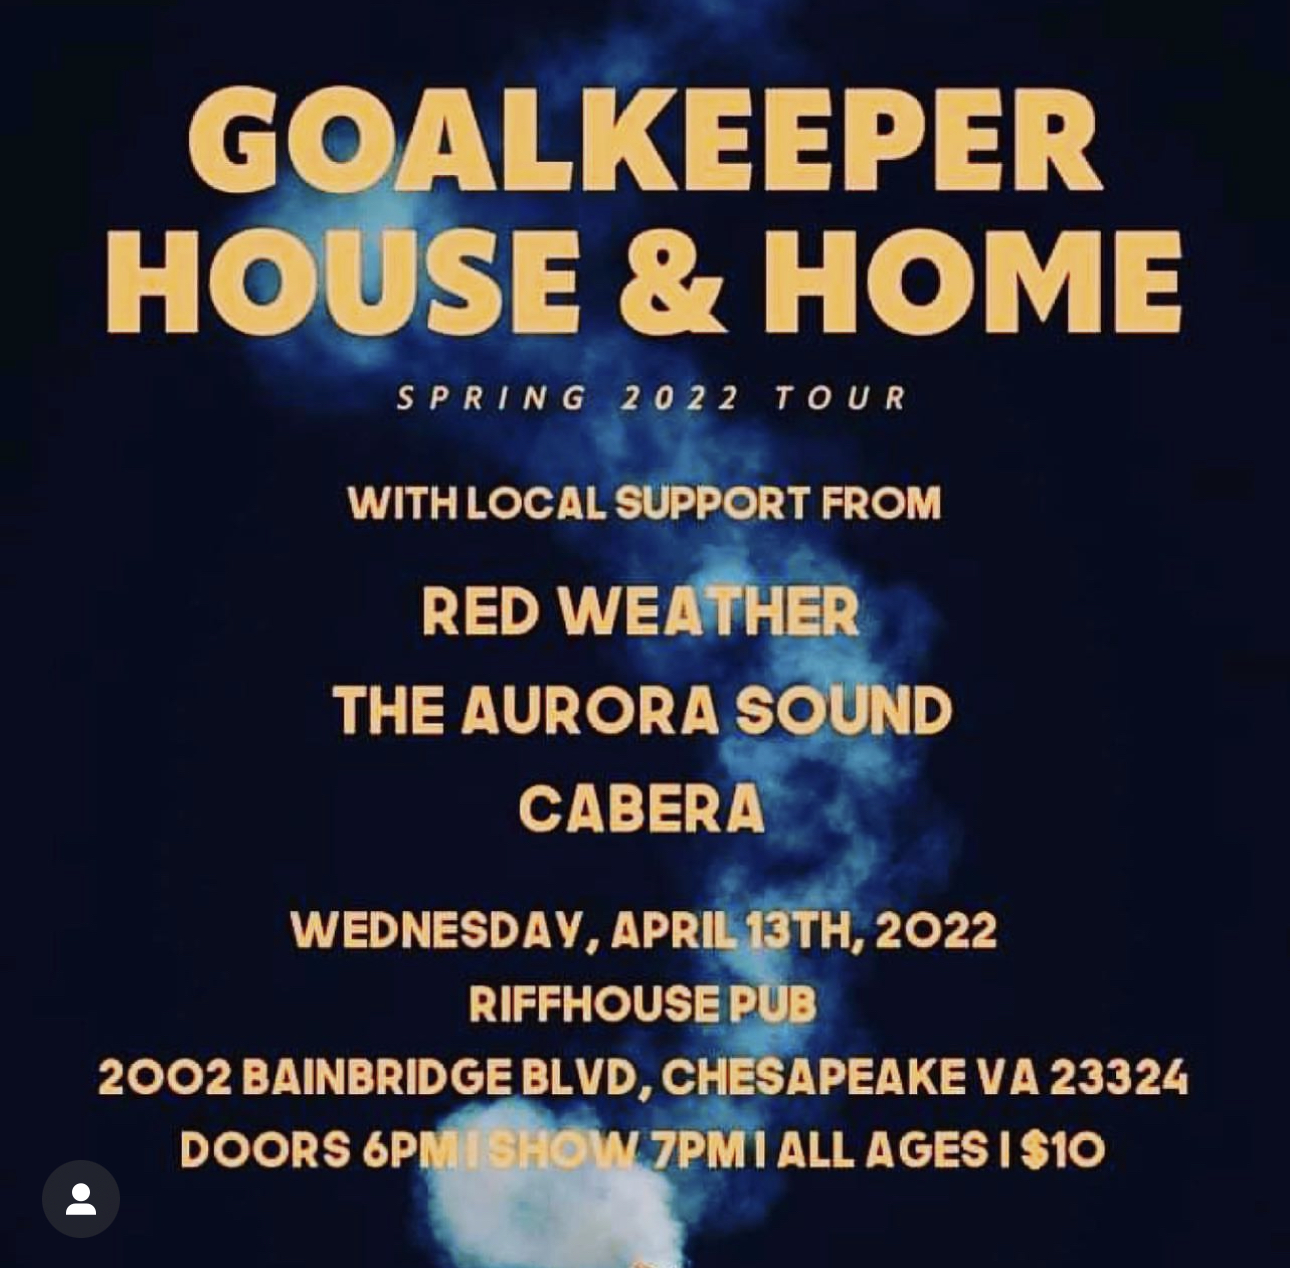 GOALKEEPER
HOUSE & HOME
SPRING 2022 TOUR
WITH LOCAL SUPPORT FROM
RED WEATHER
THE AURORA SOUND
CABERA
WEDNESDAY, APRIL 13TH, 2022
RIFFHOUSE PUB
2002 BAINBRIDGE BLVD, CHESAPEAKE VA 23324
DOORS 6PM | SHOW 7PM | ALL AGES | $10